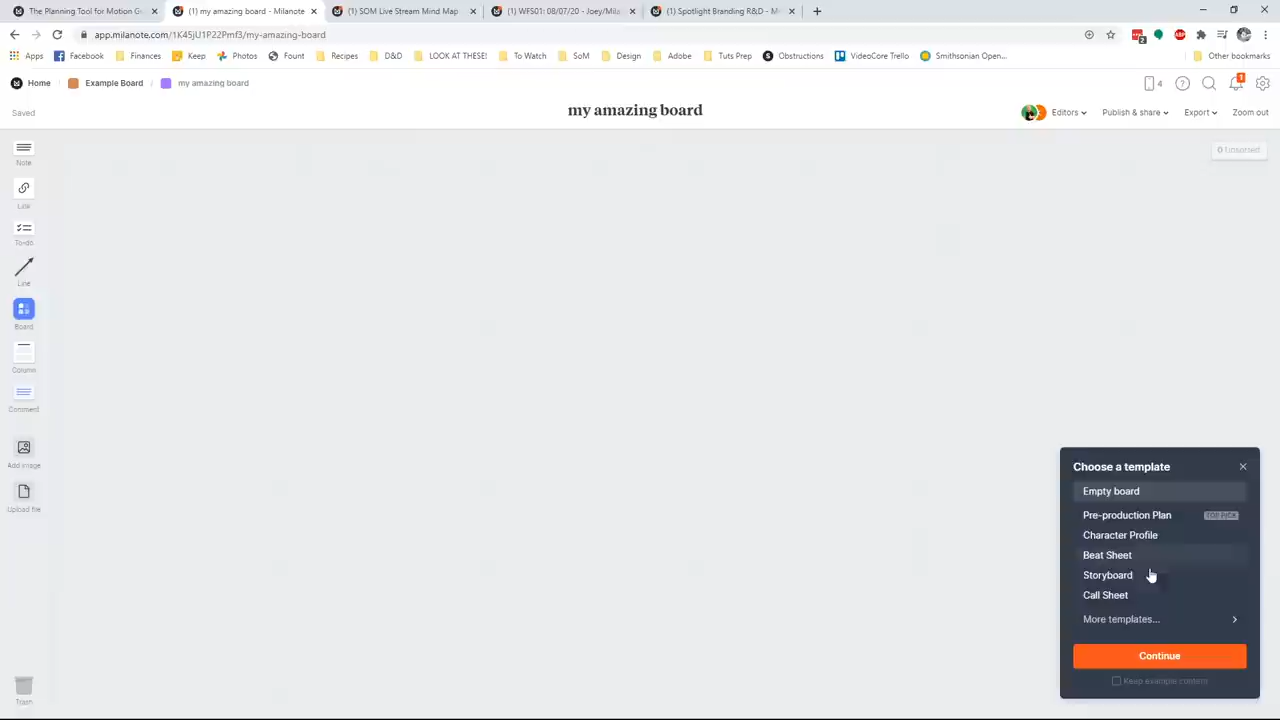 The Planning Tool for Motion G
(1) my amazing board - Milanote
(1) SOM Live Stream Mind Map
(1) WFS01: 08/07/20 - Joey/Mila
(1) Spotlight Branding R&D - M
app.milanote.com/1K45jU1P22Pmf3/my-amazing-board
Apps Facebook Finances Keep Photos Fount Recipes D&D LOOK AT THESE! To Watch SoM Design Adobe Tuts Prep Obstructions VideoCore Trello Smithsonian Open... Other bookmarks
Home / Example Board / my amazing board
4
1
Saved
my amazing board
Editors Publish & share Export Zoom out
0 Unsorted
Note
Link
To-do
Line
Board
Column
Comment
Add image
Upload file
Trash
Choose a template
Empty board
Pre-production Plan TOP PICK
Character Profile
Beat Sheet
Storyboard
Call Sheet
More templates...
Continue
Keep example content